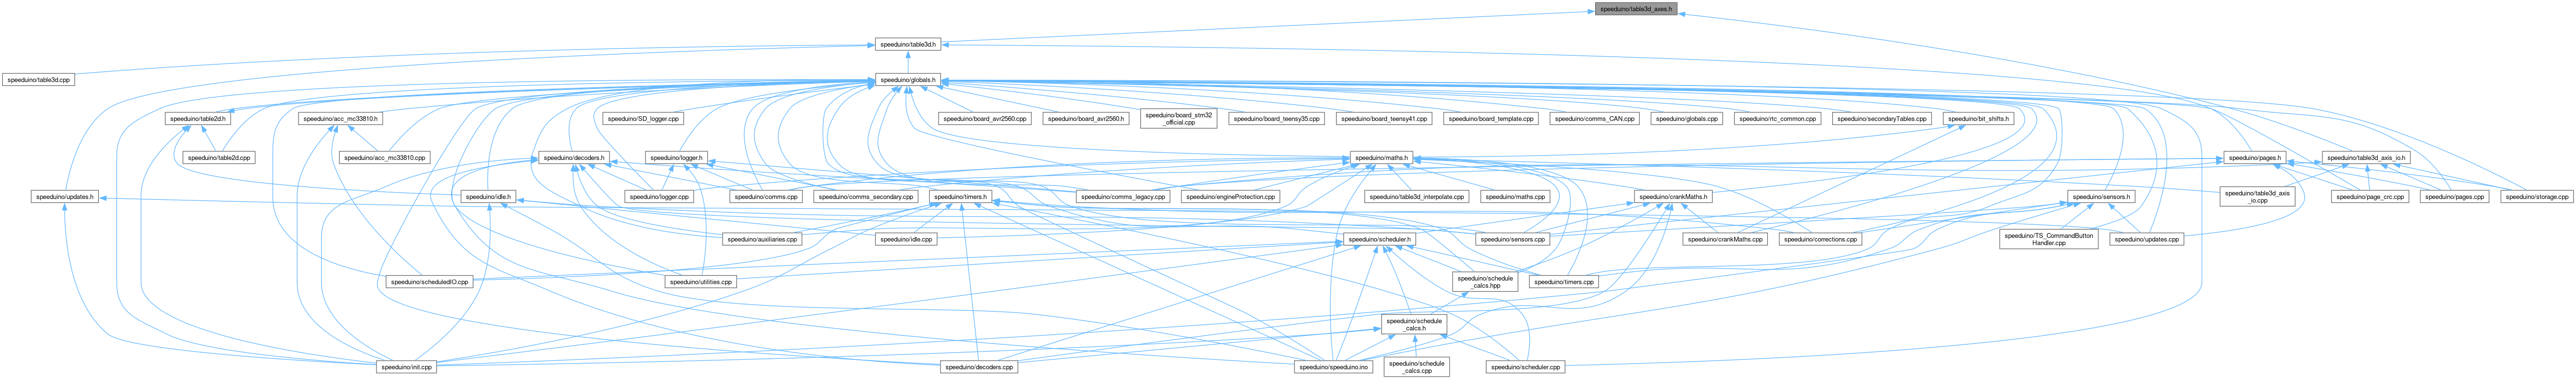 speeduino/table3d_axes.h
speeduino/table3d.h
speeduino/table3d.cpp
speeduino/globals.h
speeduino/table2d.h
speeduino/acc_mc33810.h
speeduino/SD_logger.cpp
speeduino/board_avr2560.cpp
speeduino/board_avr2560.h
speeduino/board_stm32
_official.cpp
speeduino/board_teensy35.cpp
speeduino/board_teensy41.cpp
speeduino/board_template.cpp
speeduino/comms_CAN.cpp
speeduino/globals.cpp
speeduino/rtc_common.cpp
speeduino/secondaryTables.cpp
speeduino/bit_shifts.h
speeduino/table2d.cpp
speeduino/acc_mc33810.cpp
speeduino/decoders.h
speeduino/logger.h
speeduino/maths.h
speeduino/pages.h
speeduino/table3d_axis_io.h
speeduino/updates.h
speeduino/idle.h
speeduino/logger.cpp
speeduino/comms.cpp
speeduino/comms_secondary.cpp
speeduino/timers.h
speeduino/comms_legacy.cpp
speeduino/engineProtection.cpp
speeduino/table3d_interpolate.cpp
speeduino/maths.cpp
speeduino/crankMaths.h
speeduino/sensors.h
speeduino/table3d_axis
_io.cpp
speeduino/page_crc.cpp
speeduino/pages.cpp
speeduino/storage.cpp
speeduino/auxiliaries.cpp
speeduino/idle.cpp
speeduino/scheduler.h
speeduino/sensors.cpp
speeduino/crankMaths.cpp
speeduino/corrections.cpp
speeduino/TS_CommandButton
Handler.cpp
speeduino/updates.cpp
speeduino/scheduledIO.cpp
speeduino/utilities.cpp
speeduino/schedule
_calcs.hpp
speeduino/timers.cpp
speeduino/schedule
_calcs.h
speeduino/init.cpp
speeduino/decoders.cpp
speeduino/speeduino.ino
speeduino/schedule
_calcs.cpp
speeduino/scheduler.cpp